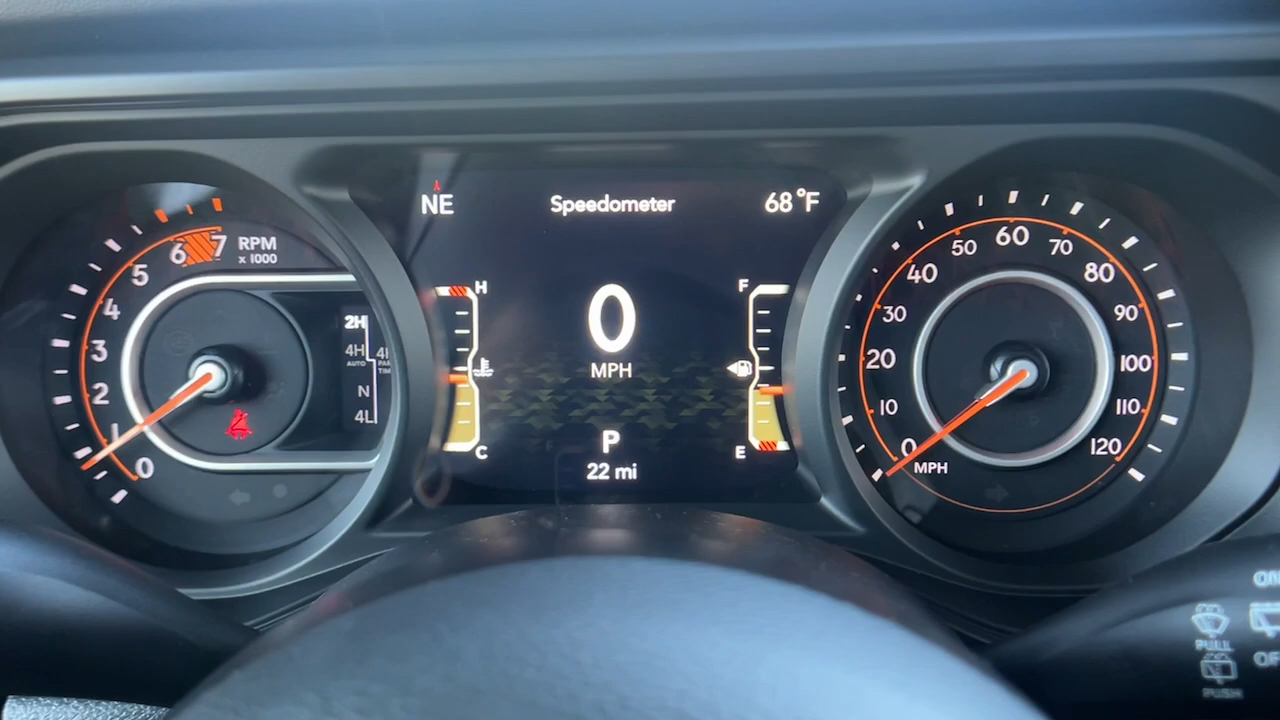 NE
Speedometer
68°F
7
6
5
4
3
2
1
0
RPM
x 1000
2H
4H
AUTO
N
4L
H
C
0
MPH
P
22 mi
F
E
0
10
20
30
40
50
60
70
80
90
100
110
120
MPH
PULL
PUSH